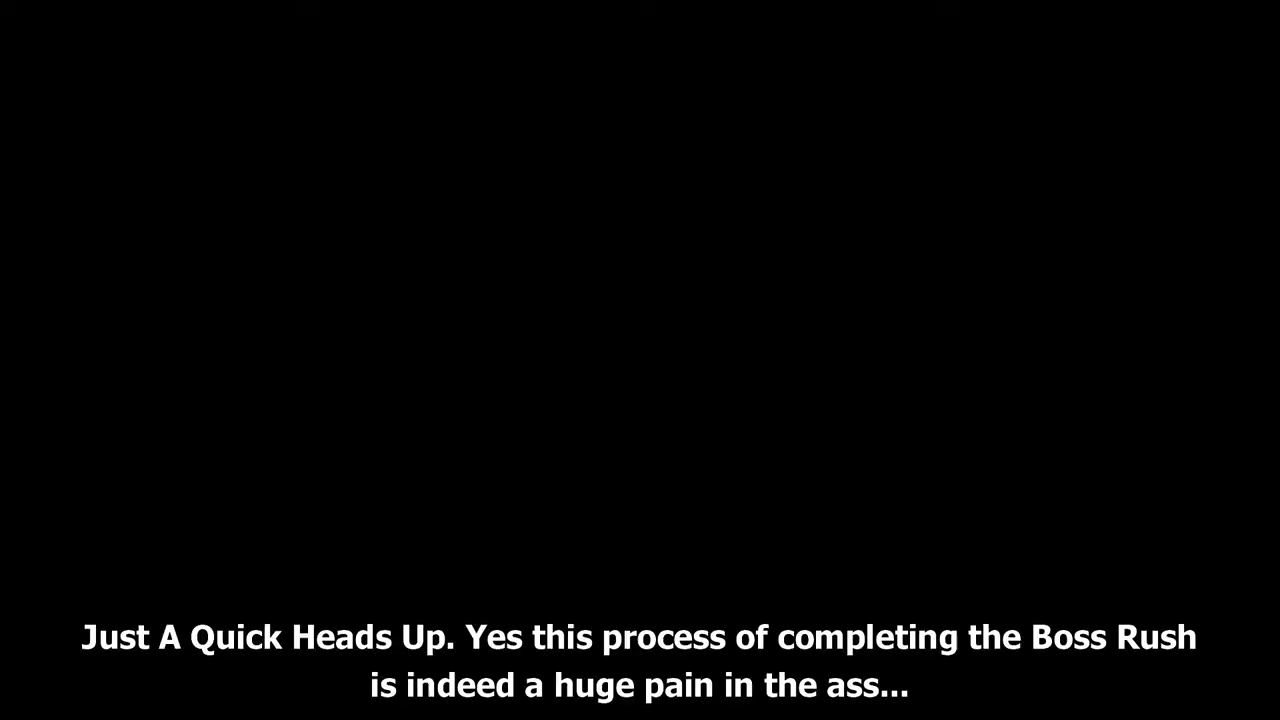 Just A Quick Heads Up. Yes this process of completing the Boss Rush
is indeed a huge pain in the ass...